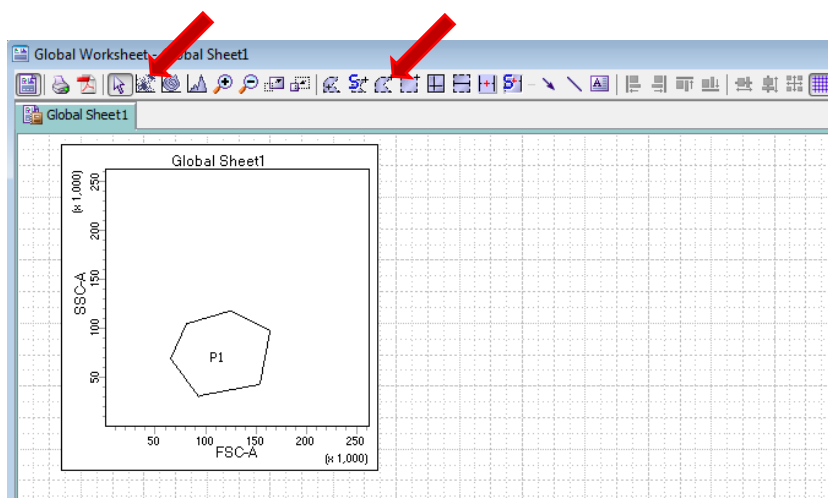 Global Worksheet - Global Sheet1
Global Sheet1
Global Sheet1
(x 1,000)
250
200
150
100
50
SSC-A
P1
50 100 150 200 250
FSC-A
(x 1,000)